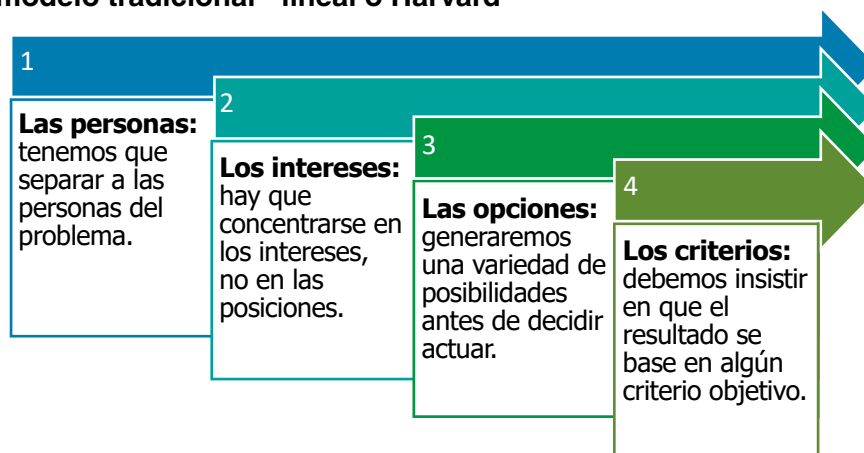 modelo tradicional - lineal o Harvard
1
Las personas:
tenemos que
separar a las
personas del
problema.
2
Los intereses:
hay que
concentrarse en
los intereses,
no en las
posiciones.
3
Las opciones:
generaremos
una variedad de
posibilidades
antes de decidir
actuar.
4
Los criterios:
debemos insistir
en que el
resultado se
base en algún
criterio objetivo.